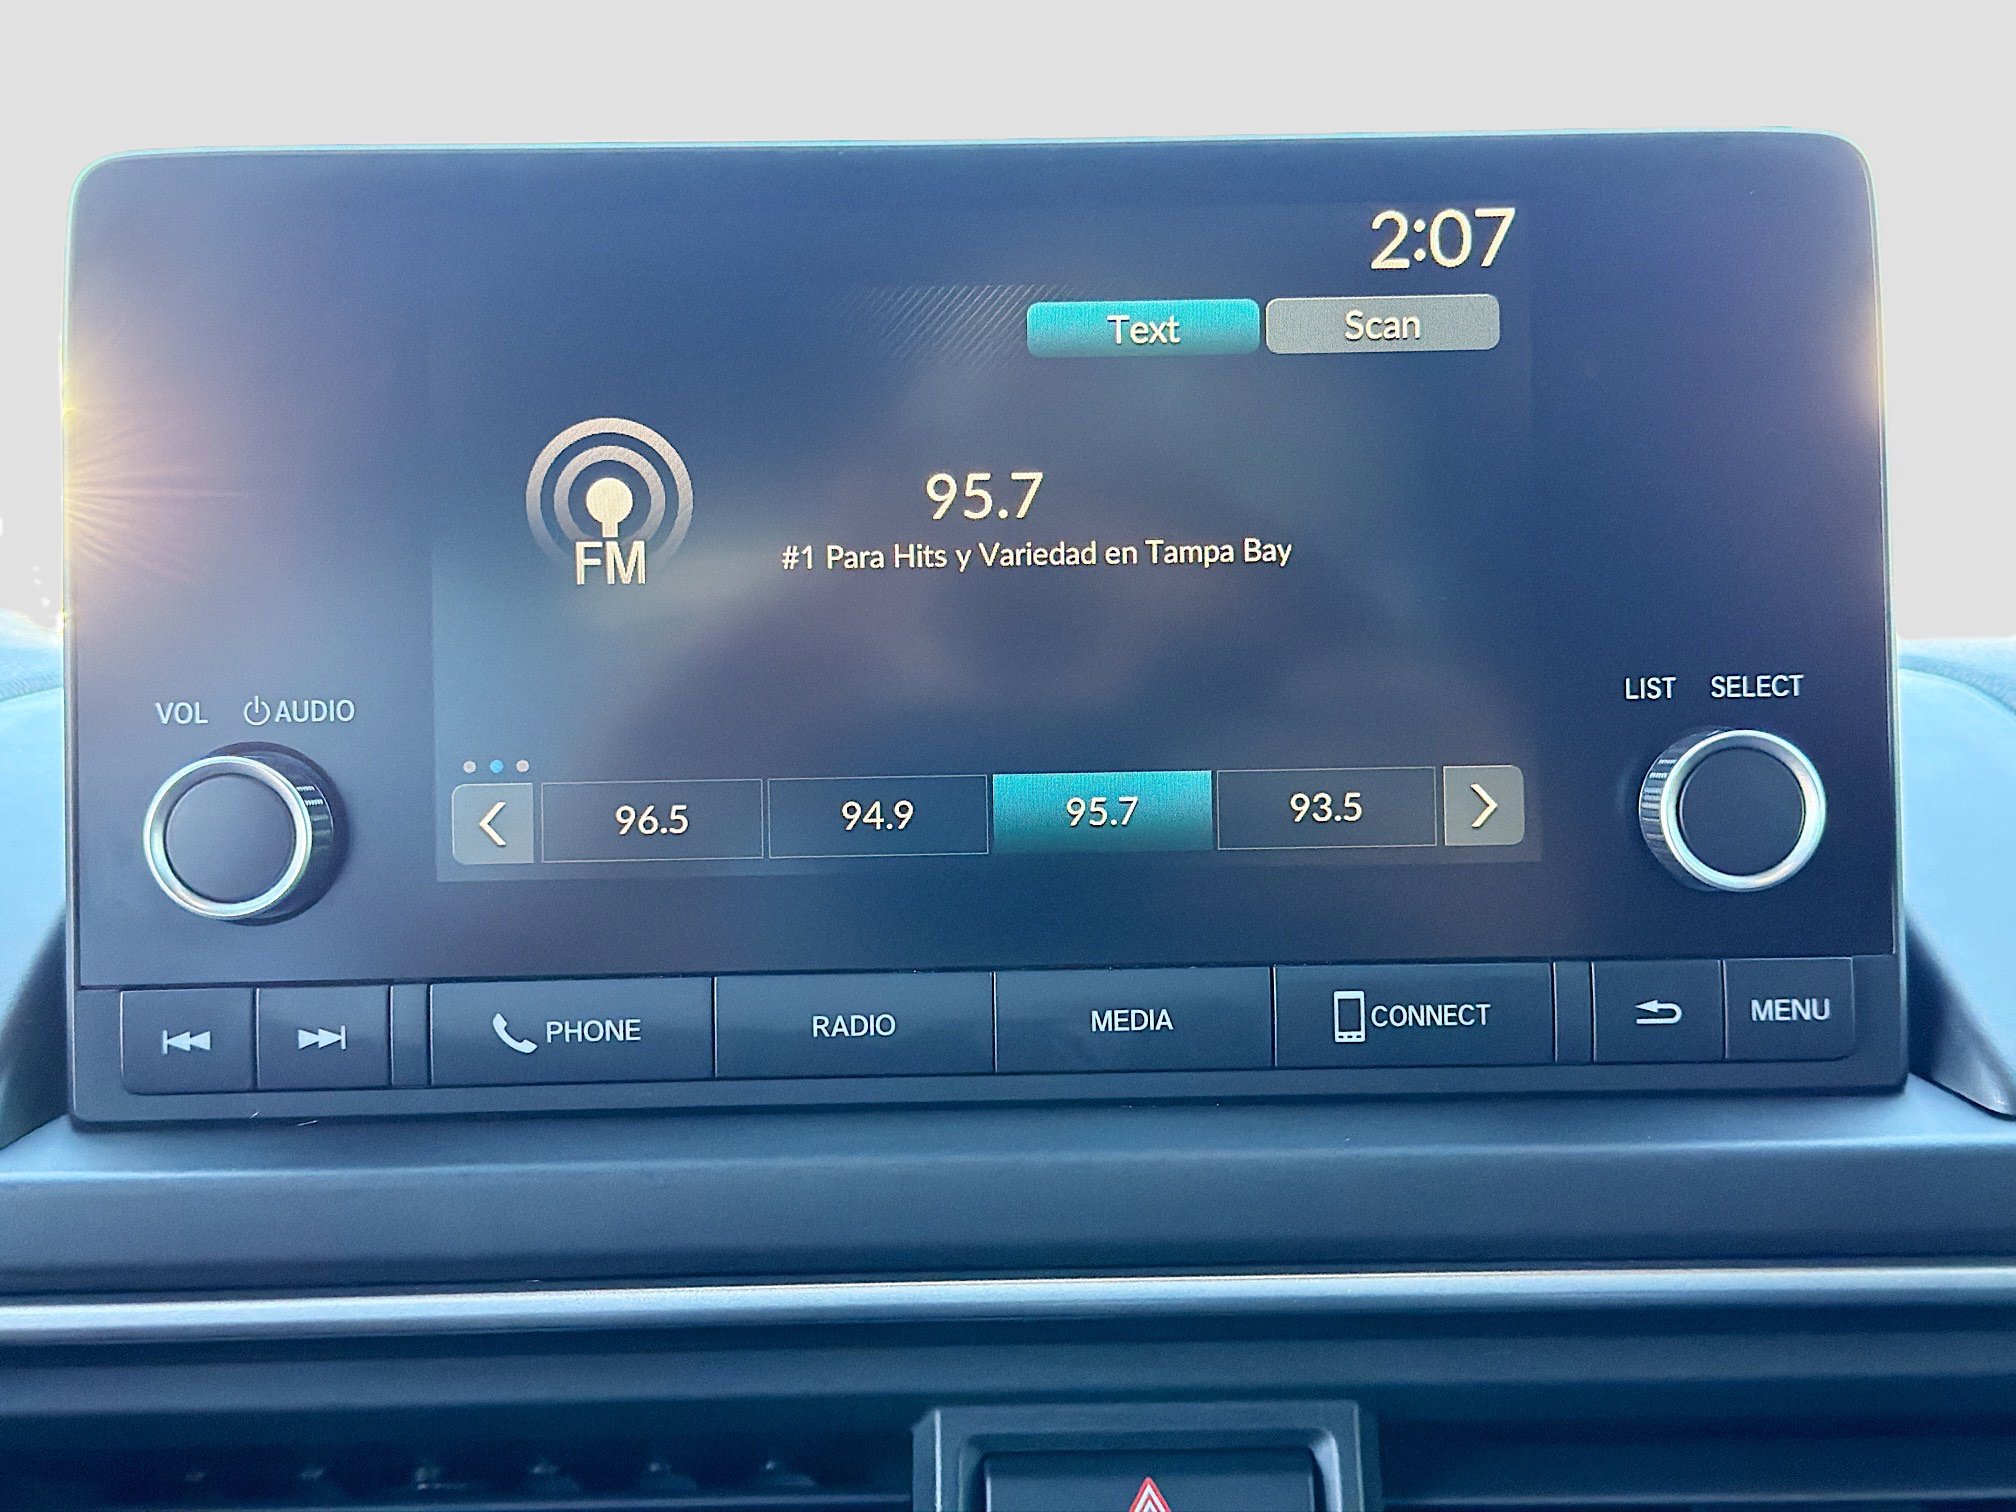 2:07
Text Scan
95.7
#1 Para Hits y Variedad en Tampa Bay
FM
VOL AUDIO
LIST SELECT
96.5 94.9 95.7 93.5
PHONE RADIO MEDIA CONNECT MENU